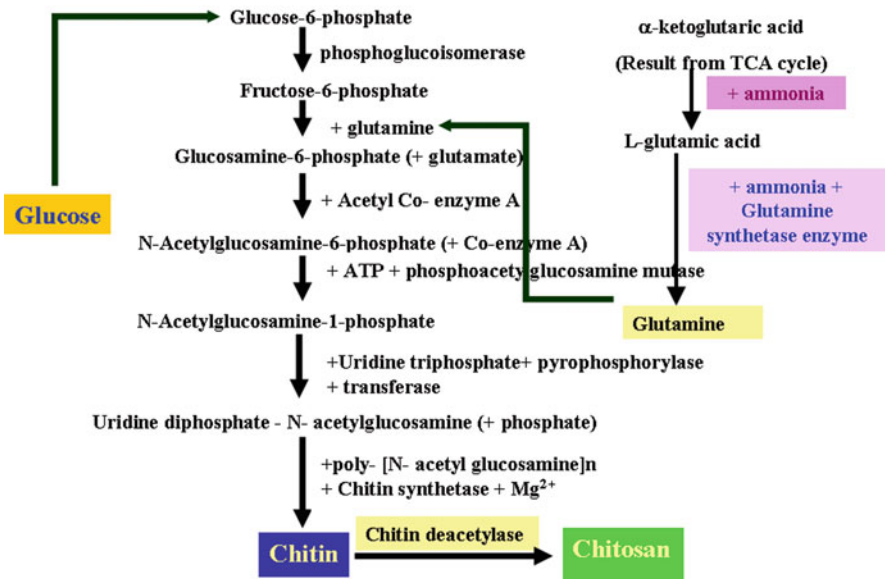 Glucose-6-phosphate
phosphoglucoisomerase
Fructose-6-phosphate
+ glutamine
Glucosamine-6-phosphate (+ glutamate)
+ Acetyl Co- enzyme A
N-Acetylglucosamine-6-phosphate (+ Co-enzyme A)
+ ATP + phosphoacetyglucosamine mutase
N-Acetylglucosamine-1-phosphate
+Uridine triphosphate+ pyrophosphorylase
+ transferase
Uridine diphosphate - N- acetylglucosamine (+ phosphate)
+poly- [N- acetyl glucosamine]n
+ Chitin synthetase + Mg²⁺
Glucose
Chitin
Chitin deacetylase
Chitosan
α-ketoglutaric acid
(Result from TCA cycle)
+ ammonia
L-glutamic acid
+ ammonia +
Glutamine
synthetase enzyme
Glutamine